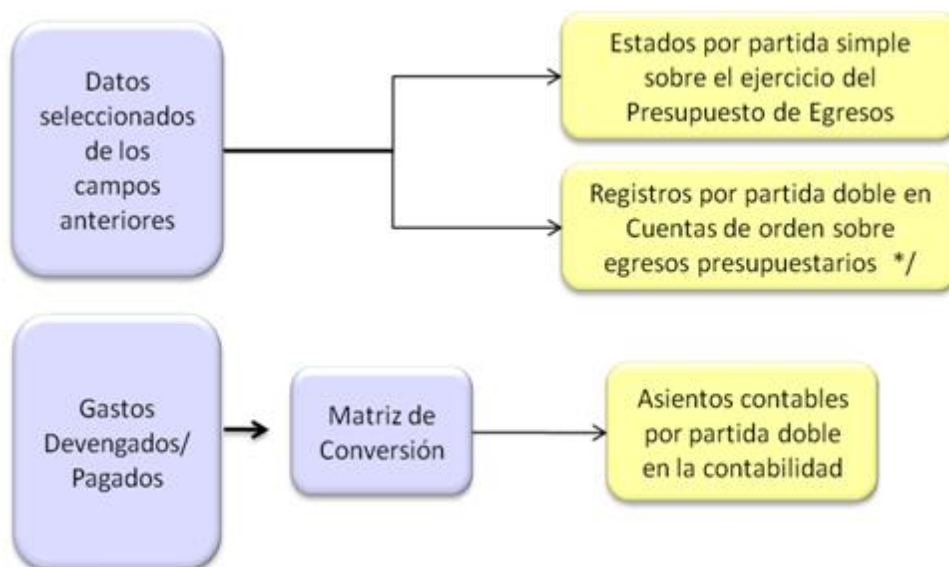 Datos
seleccionados
de los
campos
anteriores
Estados por partida simple
sobre el ejercicio del
Presupuesto de Egresos
Registros por partida doble en
Cuentas de orden sobre
egresos presupuestarios */
Gastos
Devengados/
Pagados
Matriz de
Conversión
Asientos contables
por partida doble
en la contabilidad